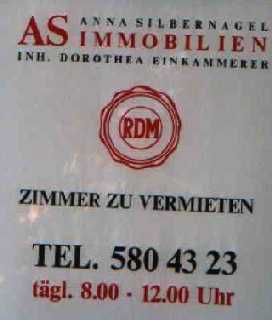 ANNA SILBERNAGEL
AS IMMOBILIEN
INH. DOROTHEA EINKAMMERER
RDM
ZIMMER ZU VERMIETEN
TEL. 580 43 23
tägl. 8.00 - 12.00 Uhr